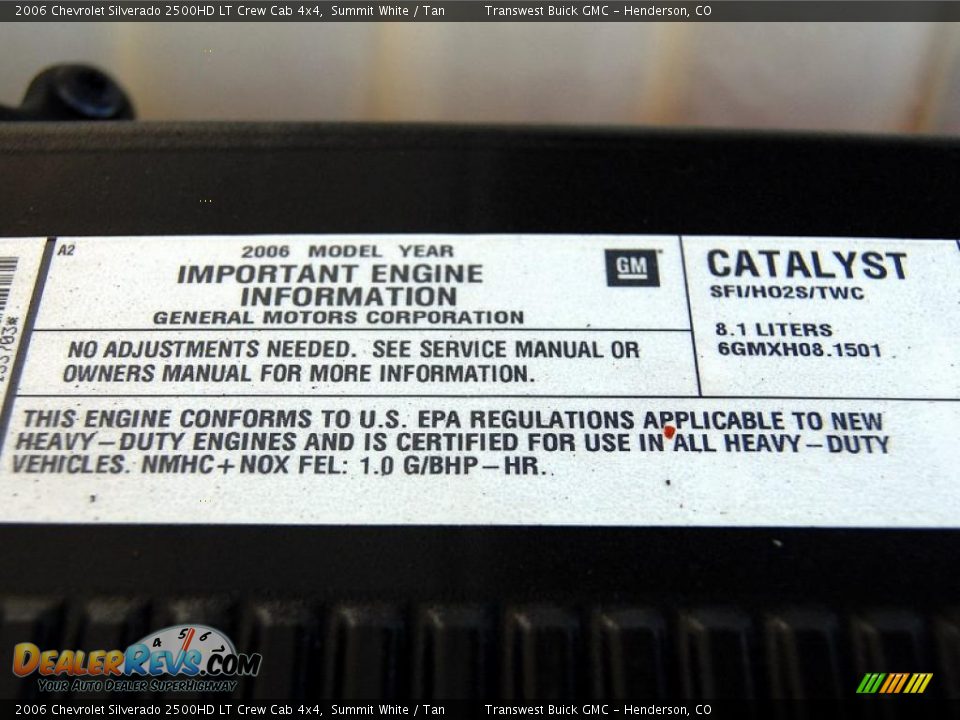 2006 Chevrolet Silverado 2500HD LT Crew Cab 4x4, Summit White / Tan Transwest Buick GMC - Henderson, CO
A2
2006 MODEL YEAR
IMPORTANT ENGINE
INFORMATION
GENERAL MOTORS CORPORATION
GM
CATALYST
SFI/HO2S/TWC
8.1 LITERS
6GMXH08.1501
NO ADJUSTMENTS NEEDED. SEE SERVICE MANUAL OR
OWNERS MANUAL FOR MORE INFORMATION.
THIS ENGINE CONFORMS TO U.S. EPA REGULATIONS APPLICABLE TO NEW
HEAVY-DUTY ENGINES AND IS CERTIFIED FOR USE IN ALL HEAVY-DUTY
VEHICLES. NMHC+NOX FEL: 1.0 G/BHP-HR.
4 5 6
DEALERREVS.COM
YOUR AUTO DEALER SUPERHIGHWAY
2006 Chevrolet Silverado 2500HD LT Crew Cab 4x4, Summit White / Tan Transwest Buick GMC - Henderson, CO